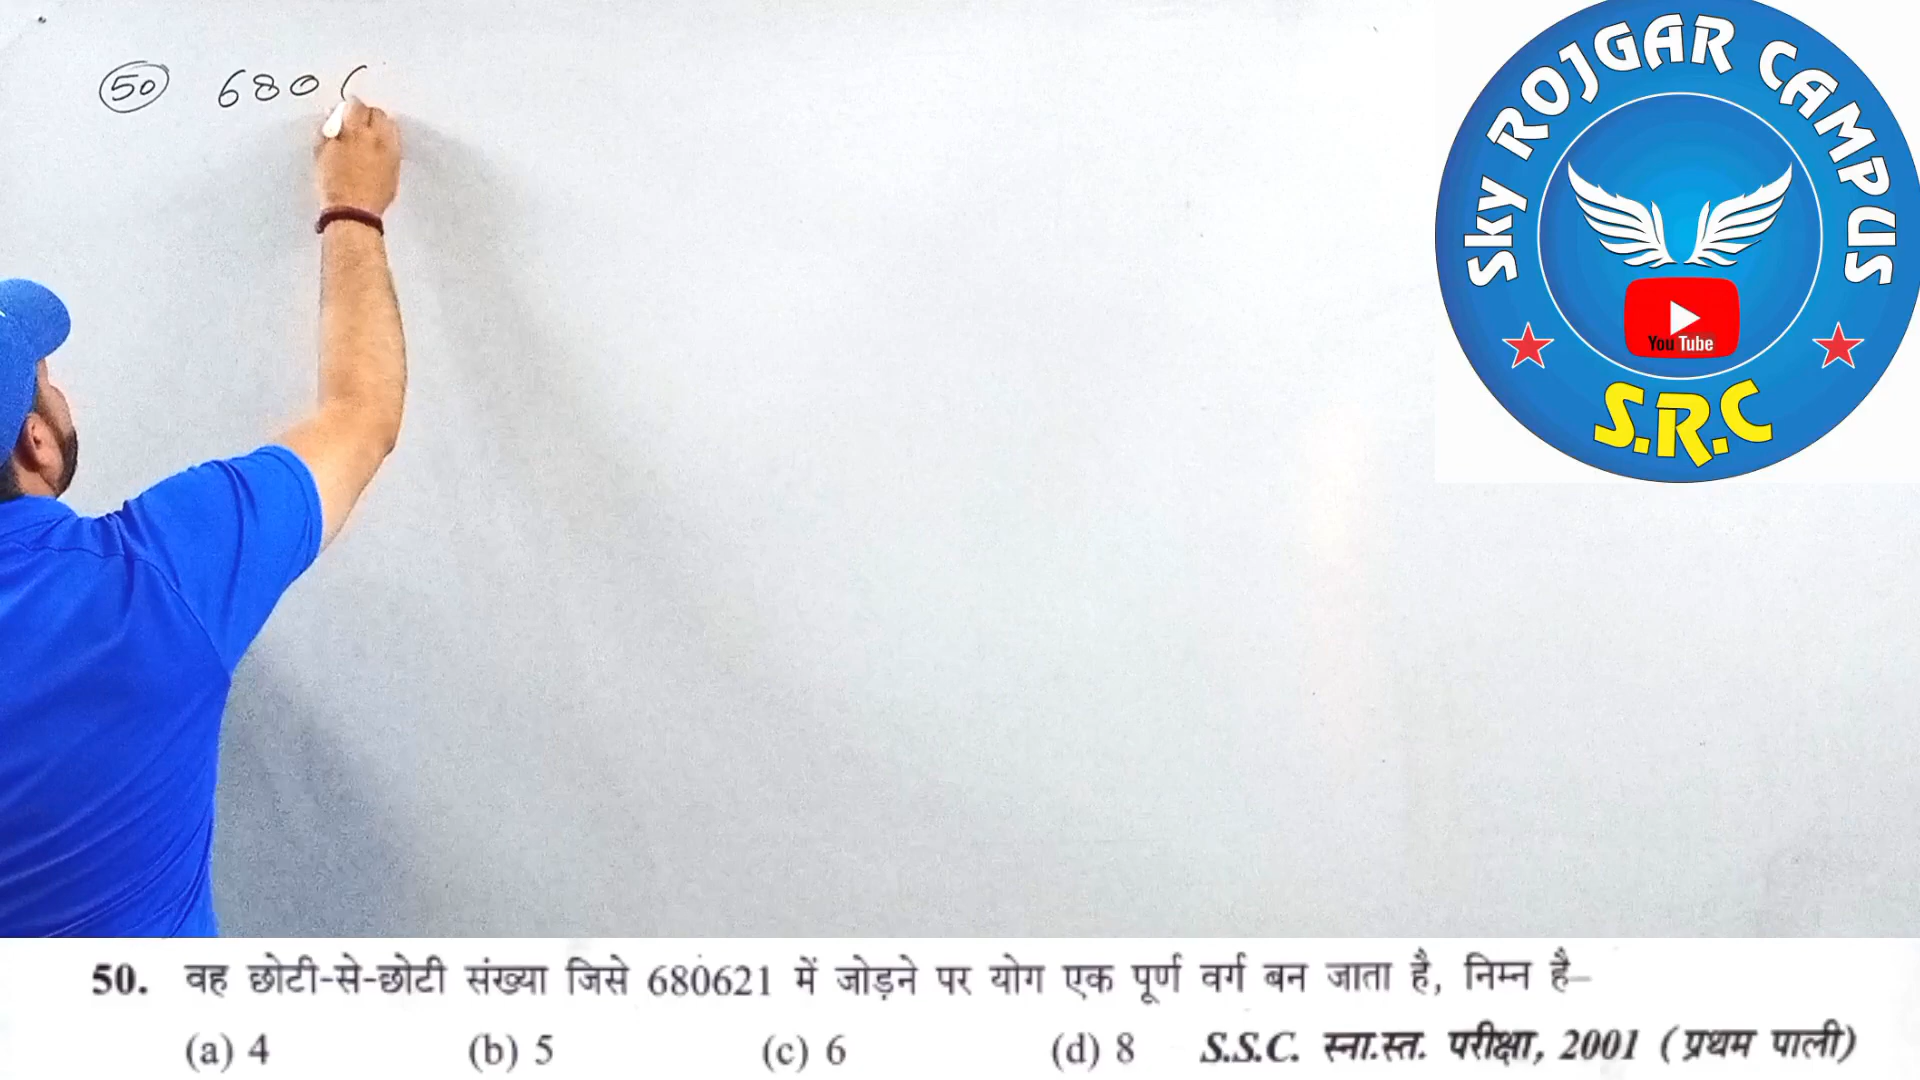 50 680
Sky ROJGAR CAMPUS
You Tube
S.R.C
50. वह छोटी-से-छोटी संख्या जिसे 680621 में जोड़ने पर योग एक पूर्ण वर्ग बन जाता है, निम्न है–
(a) 4 (b) 5 (c) 6 (d) 8 S.S.C. स्ना.स्त. परीक्षा, 2001 (प्रथम पाली)